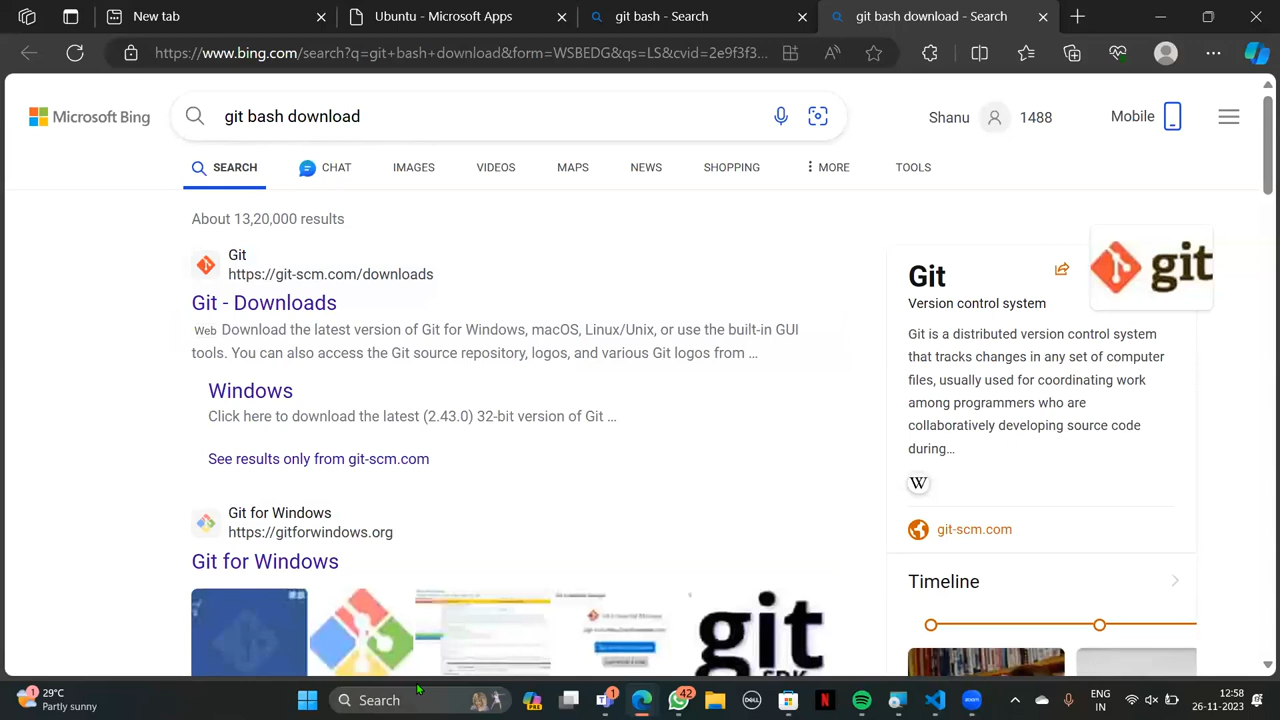 New tab
Ubuntu - Microsoft Apps
git bash - Search
git bash download - Search
https://www.bing.com/search?q=git+bash+download&form=WSBEDG&qs=LS&cvid=2e9f3f3...
Microsoft Bing
git bash download
Shanu
1488
Mobile
SEARCH
CHAT
IMAGES
VIDEOS
MAPS
NEWS
SHOPPING
MORE
TOOLS
About 13,20,000 results
Git
https://git-scm.com/downloads
Git - Downloads
Web Download the latest version of Git for Windows, macOS, Linux/Unix, or use the built-in GUI
tools. You can also access the Git source repository, logos, and various Git logos from ...
Windows
Click here to download the latest (2.43.0) 32-bit version of Git ...
See results only from git-scm.com
Git for Windows
https://gitforwindows.org
Git for Windows
git
git
Git
Version control system
Git is a distributed version control system
that tracks changes in any set of computer
files, usually used for coordinating work
among programmers who are
collaboratively developing source code
during...
W
git-scm.com
Timeline
1
29°C
Partly sunny
Search
1
42
DELL
N
zoom
ENG
IN
12:58
26-11-2023